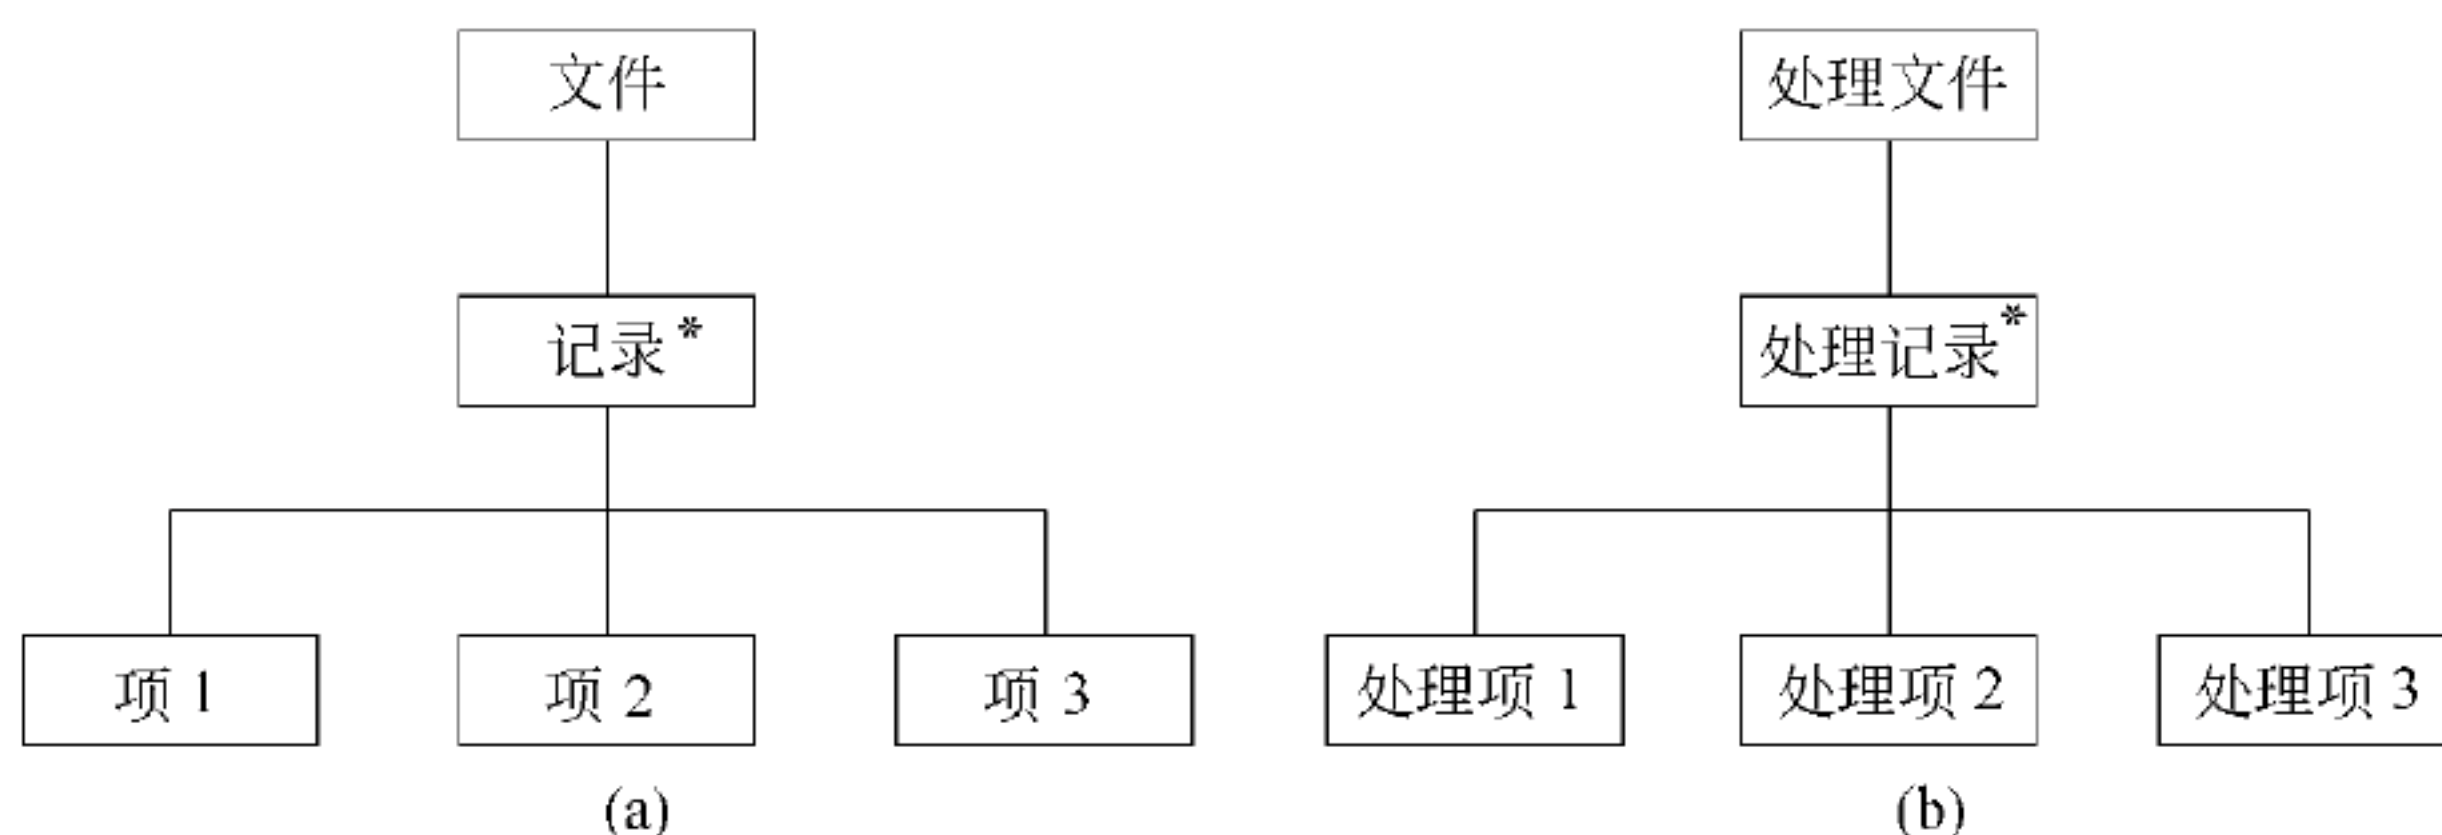 文件 处理文件
记录* 处理记录*
项 1 项 2 项 3 处理项 1 处理项 2 处理项 3
(a) (b)